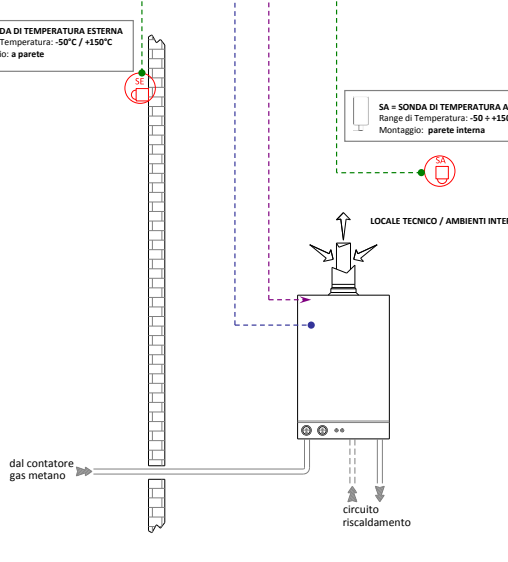 DA DI TEMPERATURA ESTERNA
Temperatura: -50°C / +150°C
io: a parete
SE
SA = SONDA DI TEMPERATURA A
Range di Temperatura: -50 ÷ +150
Montaggio: parete interna
SA
LOCALE TECNICO / AMBIENTI INTER
dal contatore
gas metano
circuito
riscaldamento